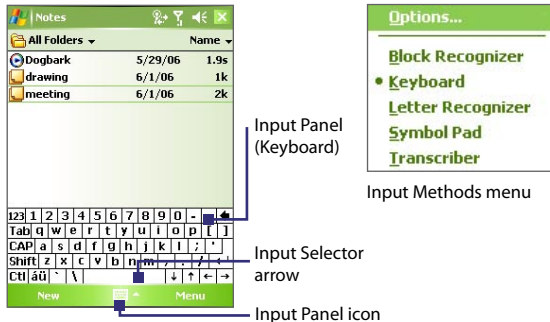 Notes
All Folders
Name
Dogbark 5/29/06 1.9s
drawing 6/1/06 1k
meeting 6/1/06 2k
123 1 2 3 4 5 6 7 8 9 0 -
Tab q w e r t y u i o p [ ]
CAP a s d f g h j k l ; '
Shift z x c v b n m , . /
Ctl áü ` \ ↓ ↑ ← →
New
Menu
Input Panel
(Keyboard)
Input Selector
arrow
Input Panel icon
Options...
Block Recognizer
Keyboard
Letter Recognizer
Symbol Pad
Transcriber
Input Methods menu